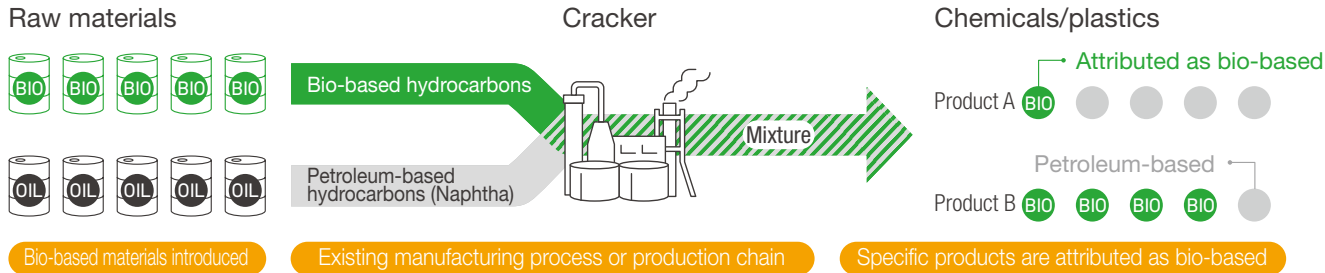 Raw materials
Cracker
Chemicals/plastics
BIO BIO BIO BIO BIO
Bio-based hydrocarbons
Attributed as bio-based
Product A BIO
Mixture
OIL OIL OIL OIL OIL
Petroleum-based
hydrocarbons (Naphtha)
Petroleum-based
Product B BIO BIO BIO BIO
Bio-based materials introduced
Existing manufacturing process or production chain
Specific products are attributed as bio-based